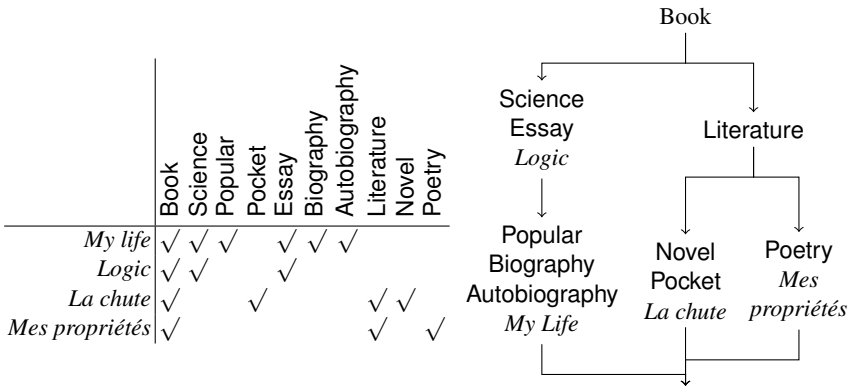 Book
Science
Popular
Pocket
Essay
Biography
Autobiography
Literature
Novel
Poetry
My life √ √ √ √ √ √
Logic √ √ √
La chute √ √ √ √
Mes propriétés √ √ √
Book
Science
Essay
Logic
Literature
Popular
Biography
Autobiography
My Life
Novel
Pocket
La chute
Poetry
Mes
propriétés